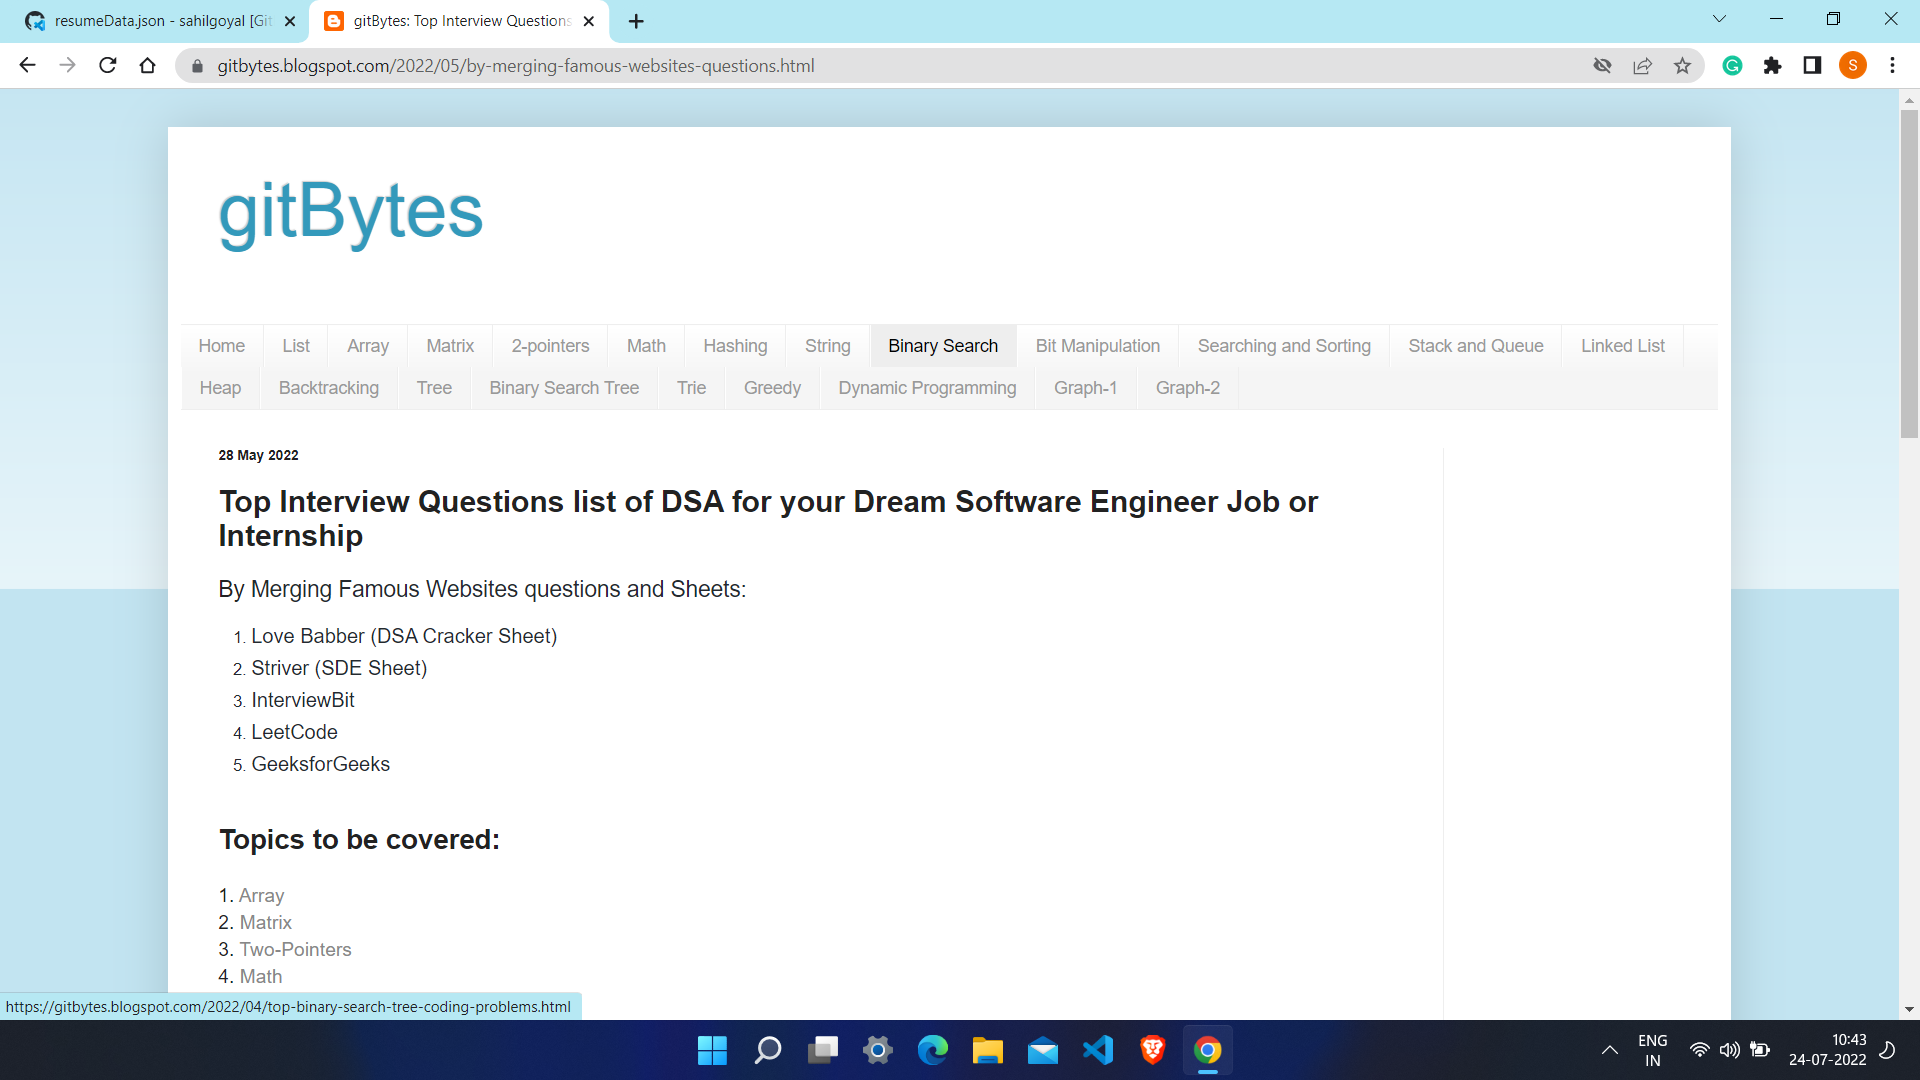 resumeData.json - sahilgoyal [Git
gitBytes: Top Interview Questions
gitbytes.blogspot.com/2022/05/by-merging-famous-websites-questions.html
S
gitBytes
Home List Array Matrix 2-pointers Math Hashing String Binary Search Bit Manipulation Searching and Sorting Stack and Queue Linked List
Heap Backtracking Tree Binary Search Tree Trie Greedy Dynamic Programming Graph-1 Graph-2
28 May 2022
Top Interview Questions list of DSA for your Dream Software Engineer Job or
Internship
By Merging Famous Websites questions and Sheets:
1. Love Babber (DSA Cracker Sheet)
2. Striver (SDE Sheet)
3. InterviewBit
4. LeetCode
5. GeeksforGeeks
Topics to be covered:
1. Array
2. Matrix
3. Two-Pointers
4. Math
https://gitbytes.blogspot.com/2022/04/top-binary-search-tree-coding-problems.html
ENG
IN
10:43
24-07-2022